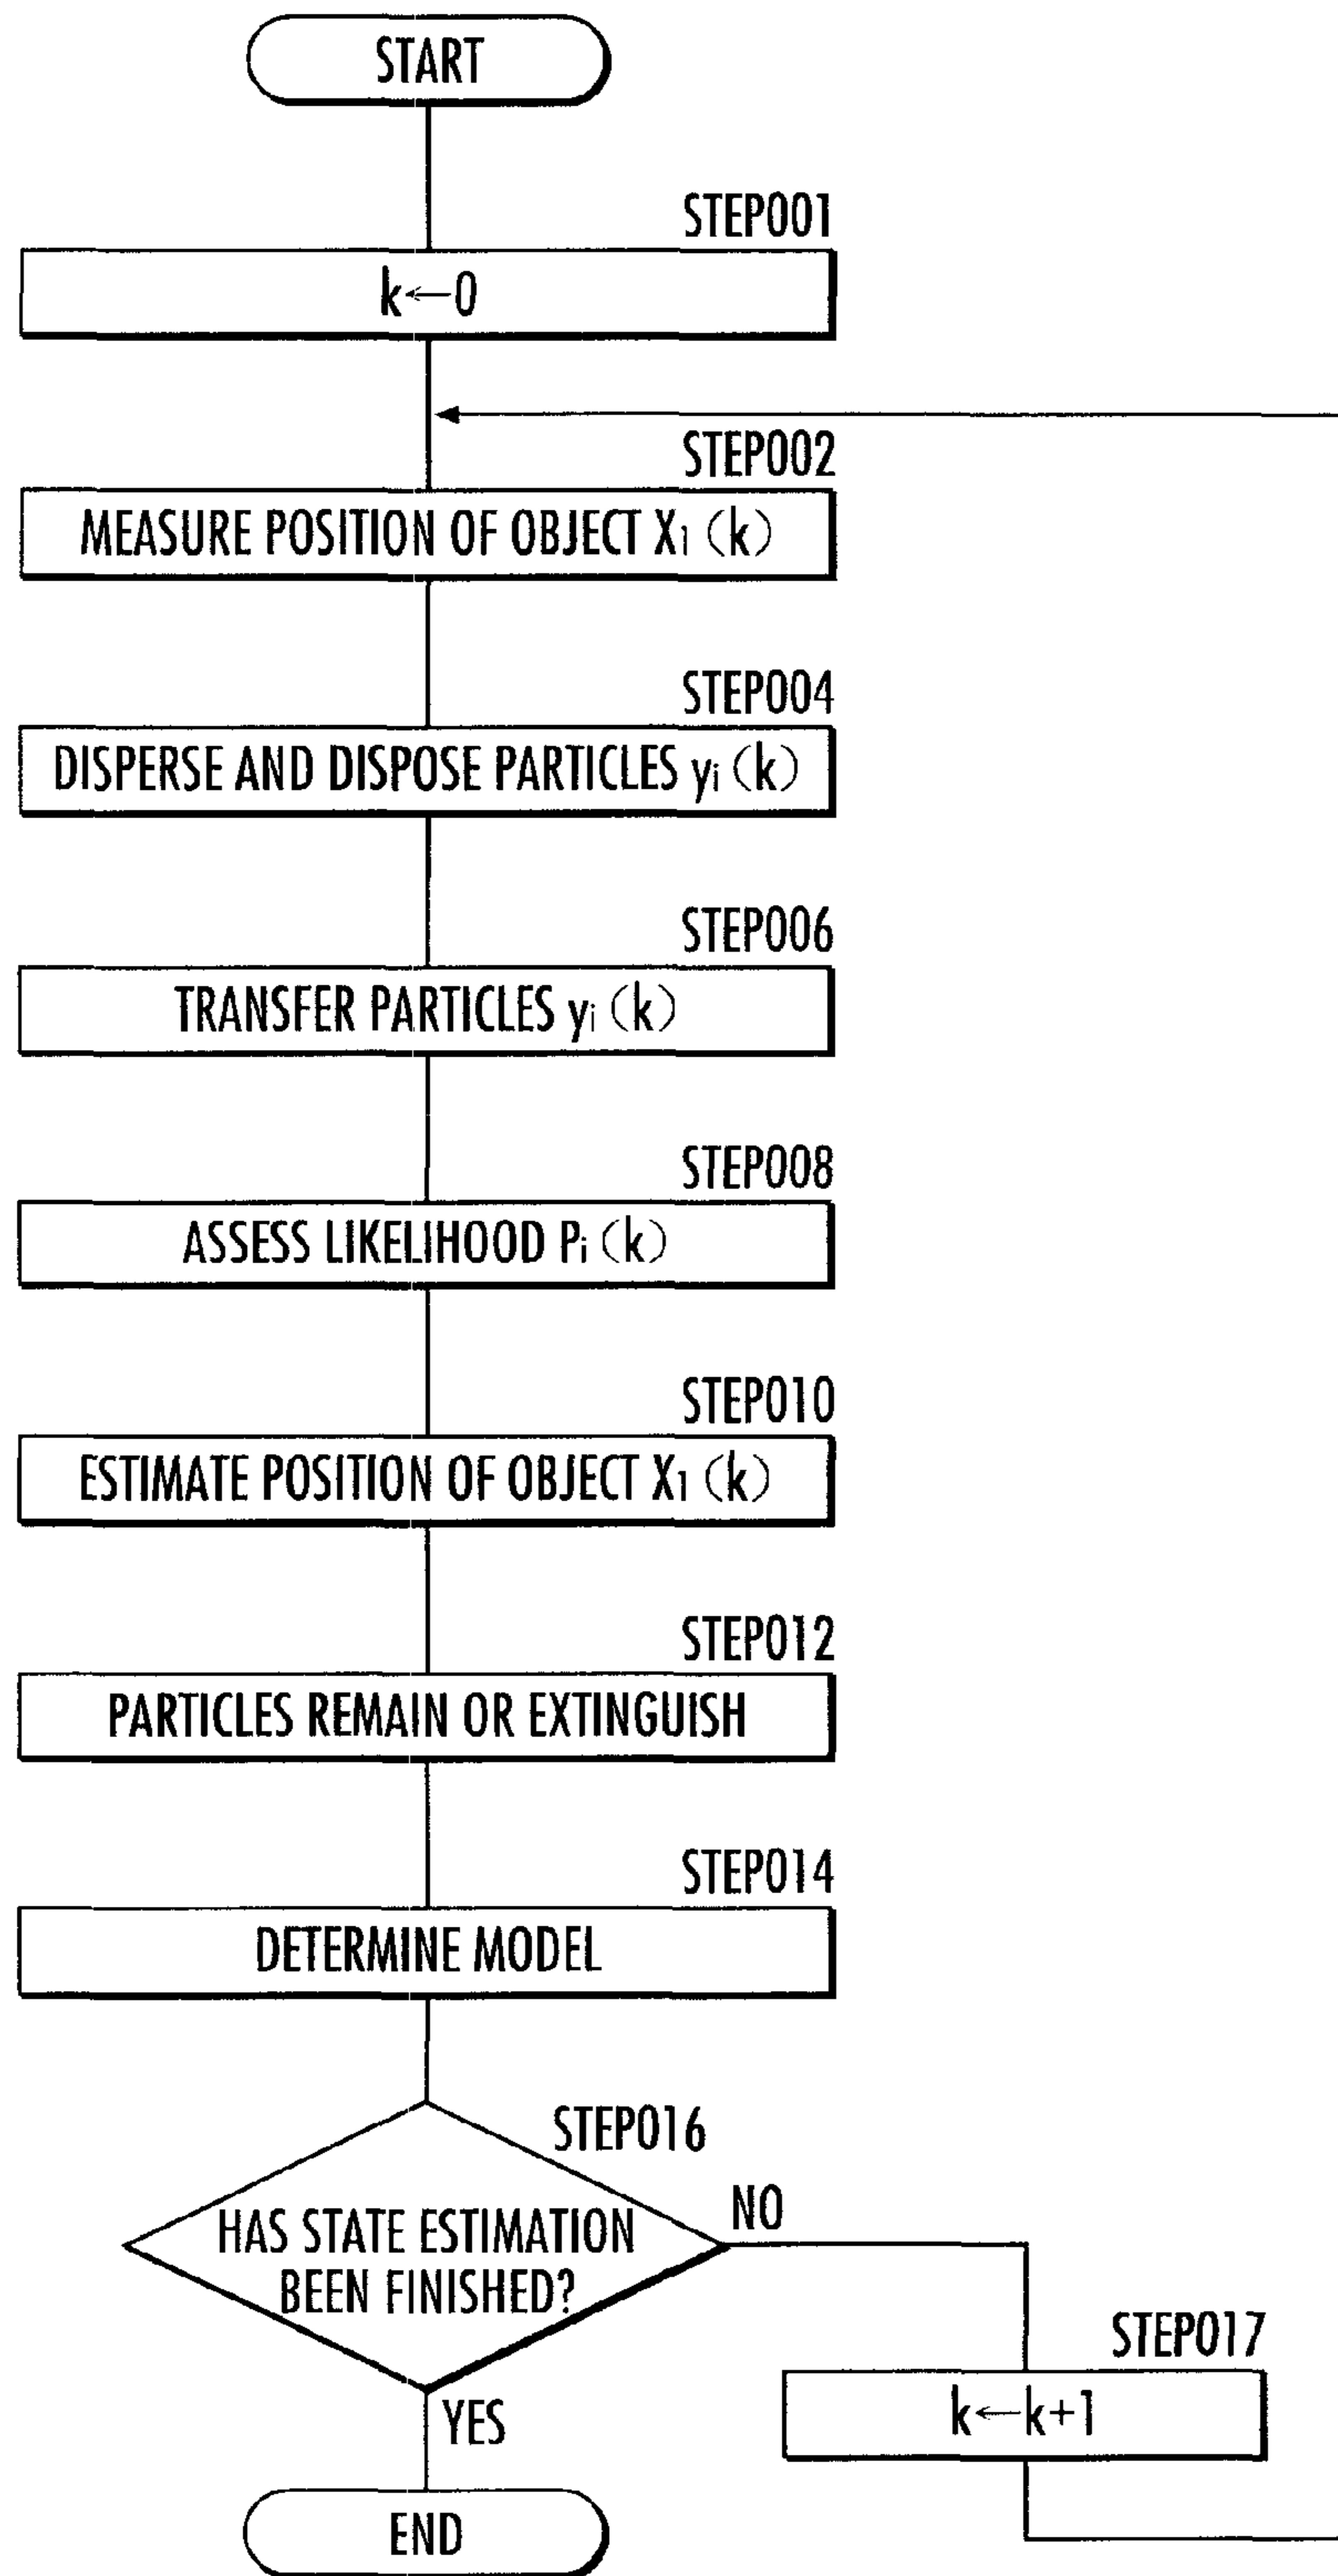 START
STEP001
k←0
STEP002
MEASURE POSITION OF OBJECT X1 (k)
STEP004
DISPERSE AND DISPOSE PARTICLES yi (k)
STEP006
TRANSFER PARTICLES yi (k)
STEP008
ASSESS LIKELIHOOD Pi (k)
STEP010
ESTIMATE POSITION OF OBJECT X1 (k)
STEP012
PARTICLES REMAIN OR EXTINGUISH
STEP014
DETERMINE MODEL
STEP016
HAS STATE ESTIMATION
BEEN FINISHED?
NO
STEP017
k←k+1
YES
END